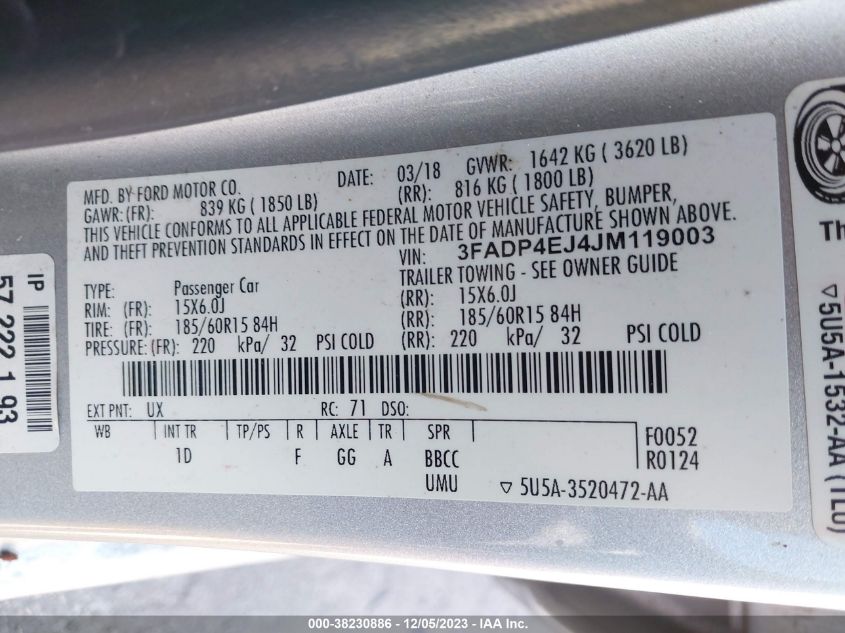 MFD. BY FORD MOTOR CO.
DATE: 03/18 GVWR: 1642 KG ( 3620 LB)
GAWR: (FR): 839 KG ( 1850 LB) (RR): 816 KG ( 1800 LB)
THIS VEHICLE CONFORMS TO ALL APPLICABLE FEDERAL MOTOR VEHICLE SAFETY, BUMPER,
AND THEFT PREVENTION STANDARDS IN EFFECT ON THE DATE OF MANUFACTURE SHOWN ABOVE.
VIN: 3FADP4EJ4JM119003
TYPE: Passenger Car TRAILER TOWING - SEE OWNER GUIDE
RIM: (FR): 15X6.0J (RR): 15X6.0J
TIRE: (FR): 185/60R15 84H (RR): 185/60R15 84H
PRESSURE: (FR): 220 kPa/ 32 PSI COLD (RR): 220 kPa/ 32 PSI COLD
EXT PNT: UX RC: 71 DSO:
WB INT TR TP/PS R AXLE TR SPR F0052
1D F GG A BBCC R0124
UMU ▽ 5U5A-3520472-AA
IP
57 222 1 93
Th
▽5U5A-1532-AA (TEU)
000-38230886 - 12/05/2023 - IAA Inc.